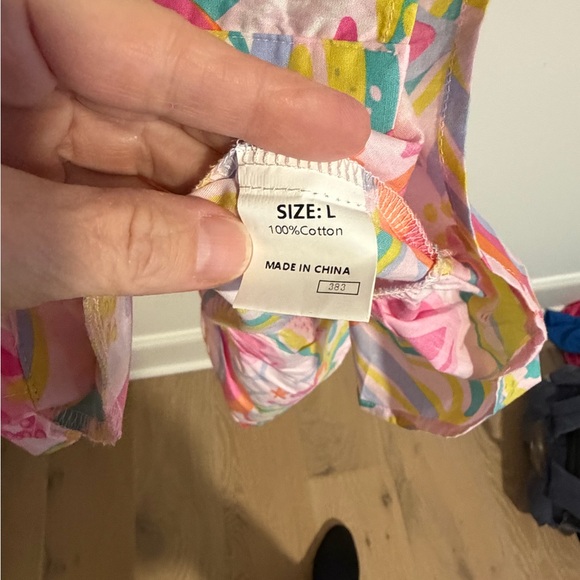 SIZE: L
100%Cotton
MADE IN CHINA
383